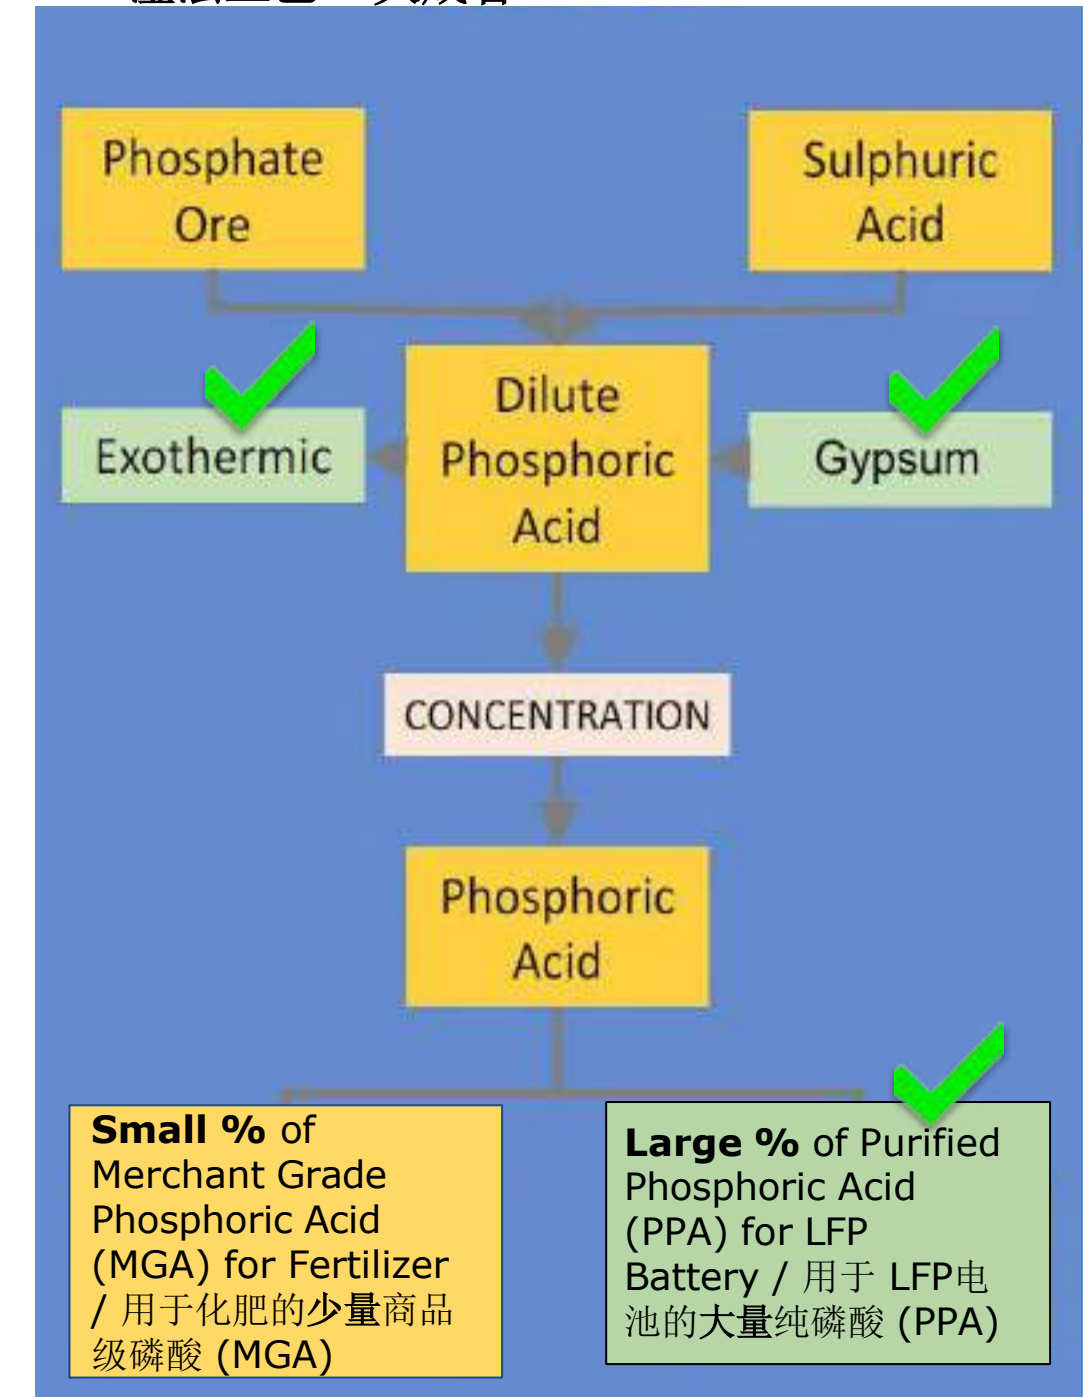 Phosphate
Ore
Sulphuric
Acid
Exothermic
Dilute
Phosphoric
Acid
Gypsum
CONCENTRATION
Phosphoric
Acid
Small % of
Merchant Grade
Phosphoric Acid
(MGA) for Fertilizer
/ 用于化肥的少量商品
级磷酸 (MGA)
Large % of Purified
Phosphoric Acid
(PPA) for LFP
Battery / 用于 LFP电
池的大量纯磷酸 (PPA)